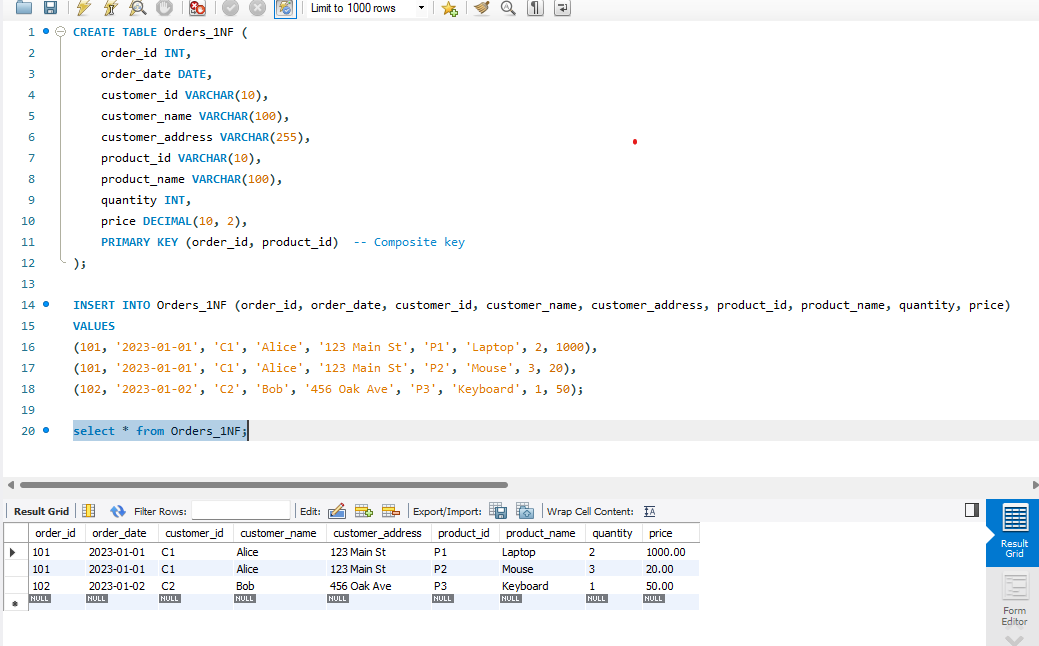 Limit to 1000 rows
1 CREATE TABLE Orders_1NF (
2 order_id INT,
3 order_date DATE,
4 customer_id VARCHAR(10),
5 customer_name VARCHAR(100),
6 customer_address VARCHAR(255),
7 product_id VARCHAR(10),
8 product_name VARCHAR(100),
9 quantity INT,
10 price DECIMAL(10, 2),
11 PRIMARY KEY (order_id, product_id)  -- Composite key
12 );
13
14 INSERT INTO Orders_1NF (order_id, order_date, customer_id, customer_name, customer_address, product_id, product_name, quantity, price)
15 VALUES
16 (101, '2023-01-01', 'C1', 'Alice', '123 Main St', 'P1', 'Laptop', 2, 1000),
17 (101, '2023-01-01', 'C1', 'Alice', '123 Main St', 'P2', 'Mouse', 3, 20),
18 (102, '2023-01-02', 'C2', 'Bob', '456 Oak Ave', 'P3', 'Keyboard', 1, 50);
19
20 select * from Orders_1NF;
Result Grid Filter Rows: Edit: Export/Import: Wrap Cell Content: IA
order_id order_date customer_id customer_name customer_address product_id product_name quantity price
101 2023-01-01 C1 Alice 123 Main St P1 Laptop 2 1000.00
101 2023-01-01 C1 Alice 123 Main St P2 Mouse 3 20.00
102 2023-01-02 C2 Bob 456 Oak Ave P3 Keyboard 1 50.00
NULL NULL NULL NULL NULL NULL NULL NULL NULL
Result
Grid
Form
Editor